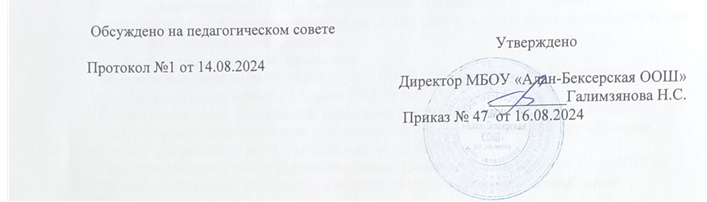 Обсуждено на педагогическом совете
Протокол №1 от 14.08.2024
Утверждено
Директор МБОУ «Алан-Бексерская ООШ»
Галимзянова Н.С.
Приказ № 47 от 16.08.2024